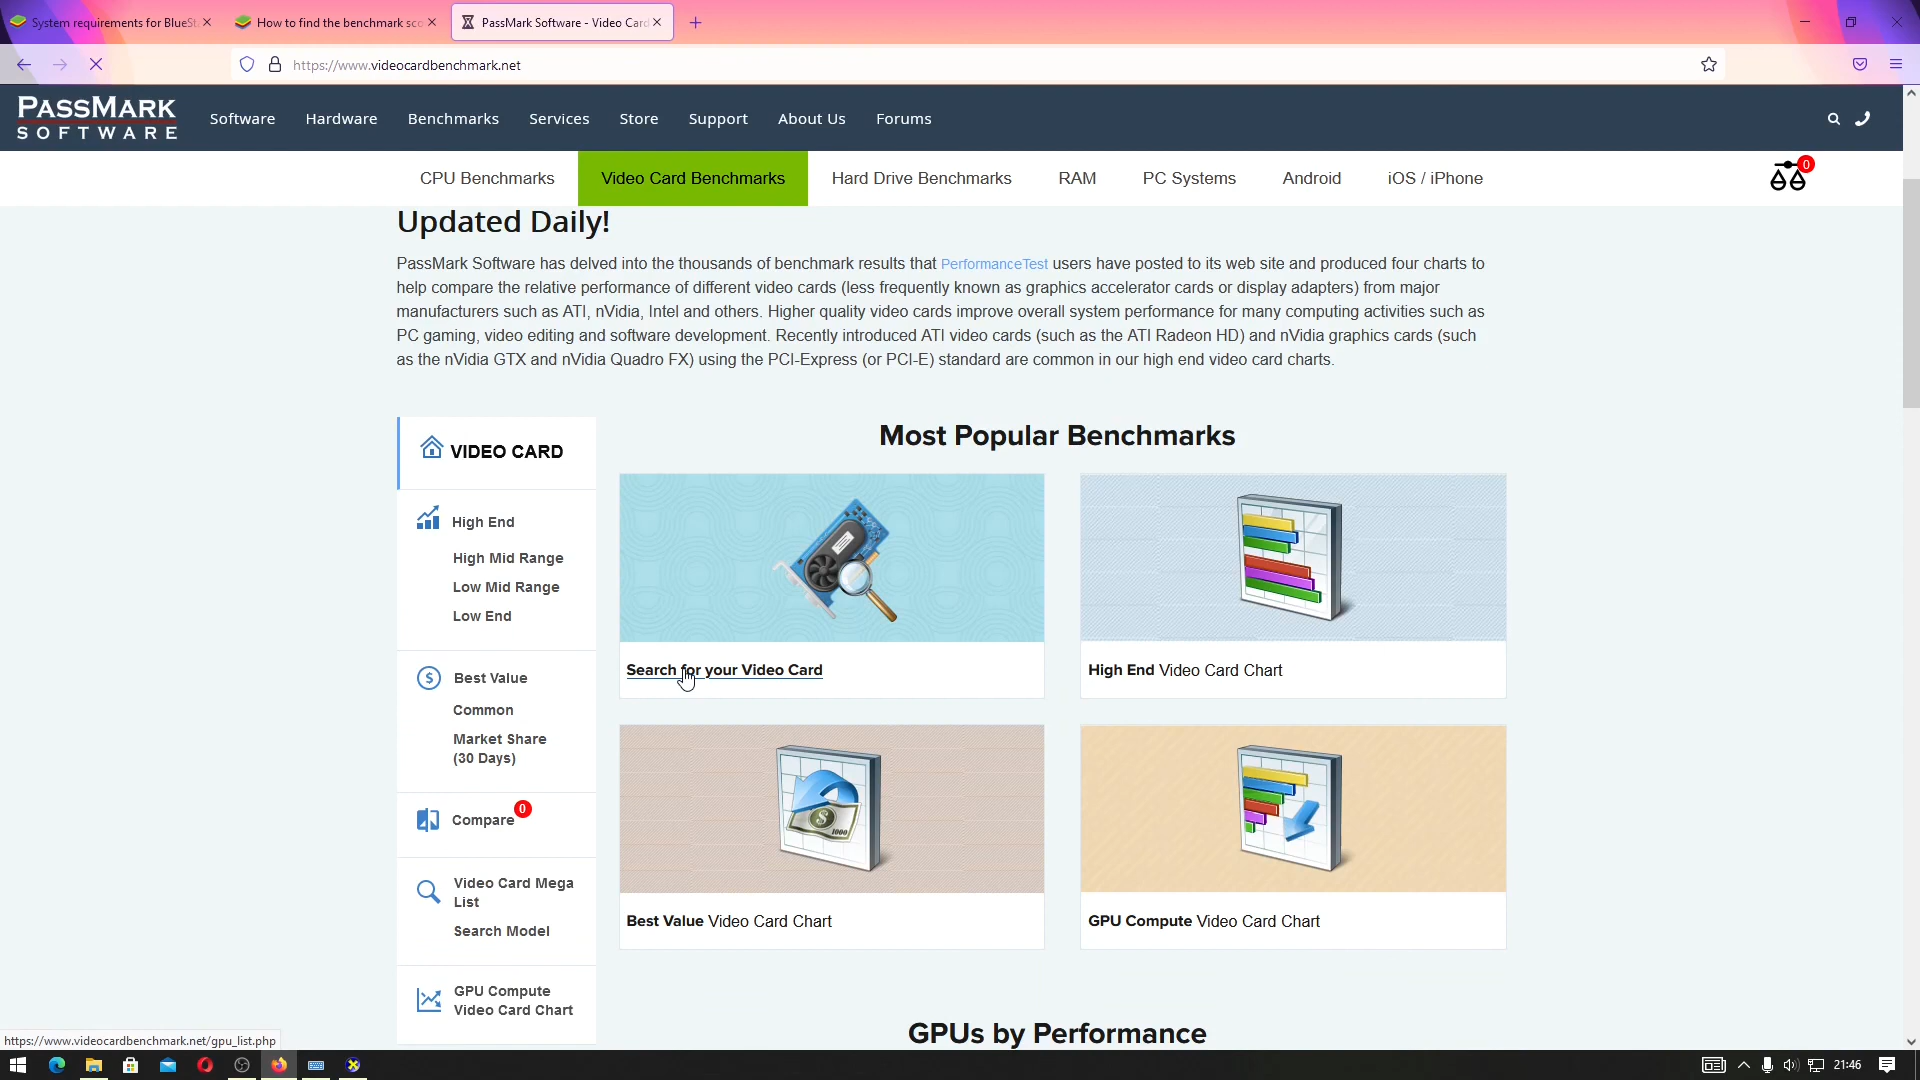 System requirements for BlueSt
How to find the benchmark sco
PassMark Software - Video Card
https://www.videocardbenchmark.net
PASSMARK
SOFTWARE
Software
Hardware
Benchmarks
Services
Store
Support
About Us
Forums
CPU Benchmarks
Video Card Benchmarks
Hard Drive Benchmarks
RAM
PC Systems
Android
iOS / iPhone
0
Updated Daily!
PassMark Software has delved into the thousands of benchmark results that PerformanceTest users have posted to its web site and produced four charts to
help compare the relative performance of different video cards (less frequently known as graphics accelerator cards or display adapters) from major
manufacturers such as ATI, nVidia, Intel and others. Higher quality video cards improve overall system performance for many computing activities such as
PC gaming, video editing and software development. Recently introduced ATI video cards (such as the ATI Radeon HD) and nVidia graphics cards (such
as the nVidia GTX and nVidia Quadro FX) using the PCI-Express (or PCI-E) standard are common in our high end video card charts.
VIDEO CARD
High End
High Mid Range
Low Mid Range
Low End
$
Best Value
Common
Market Share
(30 Days)
Compare
0
Video Card Mega
List
Search Model
GPU Compute
Video Card Chart
Most Popular Benchmarks
Search for your Video Card
High End Video Card Chart
$
1000
Best Value Video Card Chart
GPU Compute Video Card Chart
GPUs by Performance
https://www.videocardbenchmark.net/gpu_list.php
21:46